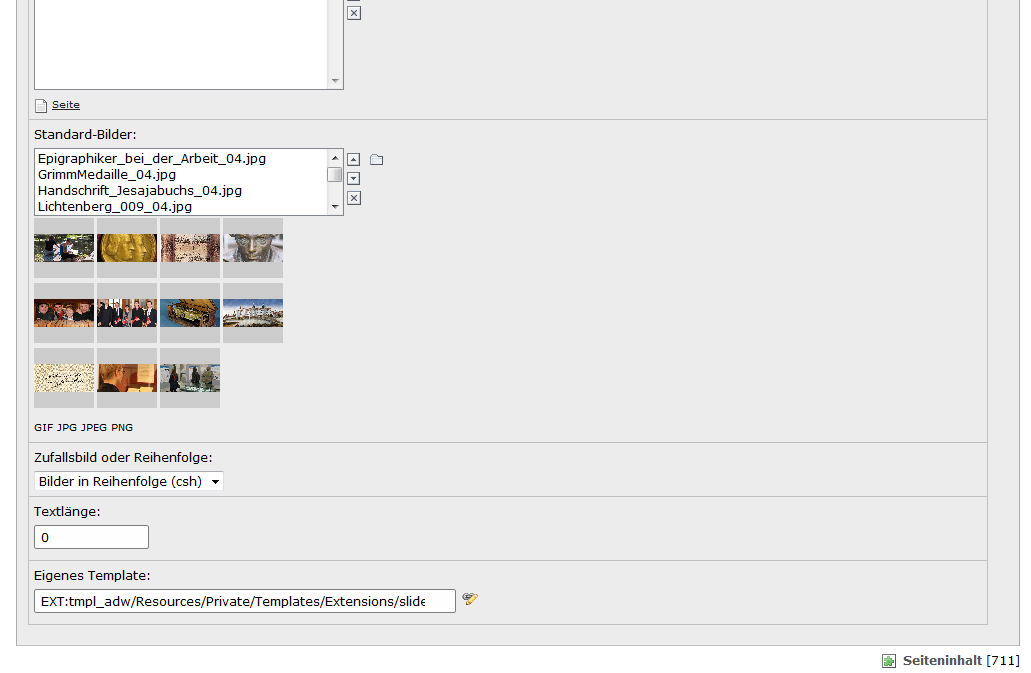 Seite
Standard-Bilder:
Epigraphiker_bei_der_Arbeit_04.jpg
GrimmMedaille_04.jpg
Handschrift_Jesajabuchs_04.jpg
Lichtenberg_009_04.jpg
GIF JPG JPEG PNG
Zufallsbild oder Reihenfolge:
Bilder in Reihenfolge (csh)
Textlänge:
0
Eigenes Template:
EXT:tmpl_adw/Resources/Private/Templates/Extensions/slide
Seiteninhalt [711]